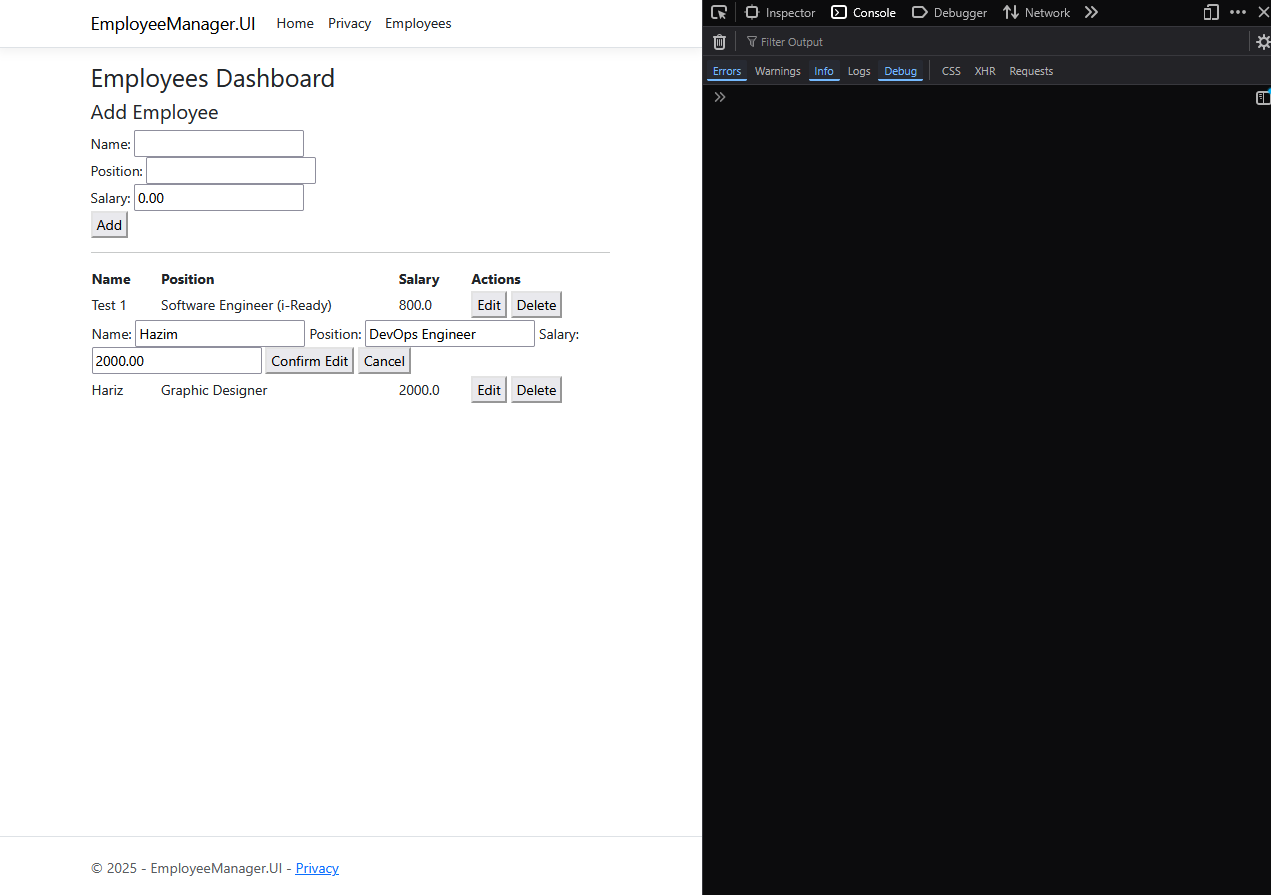 EmployeeManager.UI Home Privacy Employees
Employees Dashboard
Add Employee
Name:
Position:
Salary: 0.00
Add
Name Position Salary Actions
Test 1 Software Engineer (i-Ready) 800.0 Edit Delete
Name: Hazim Position: DevOps Engineer Salary:
2000.00 Confirm Edit Cancel
Hariz Graphic Designer 2000.0 Edit Delete
© 2025 - EmployeeManager.UI - Privacy
Inspector Console Debugger Network
Filter Output
Errors Warnings Info Logs Debug CSS XHR Requests